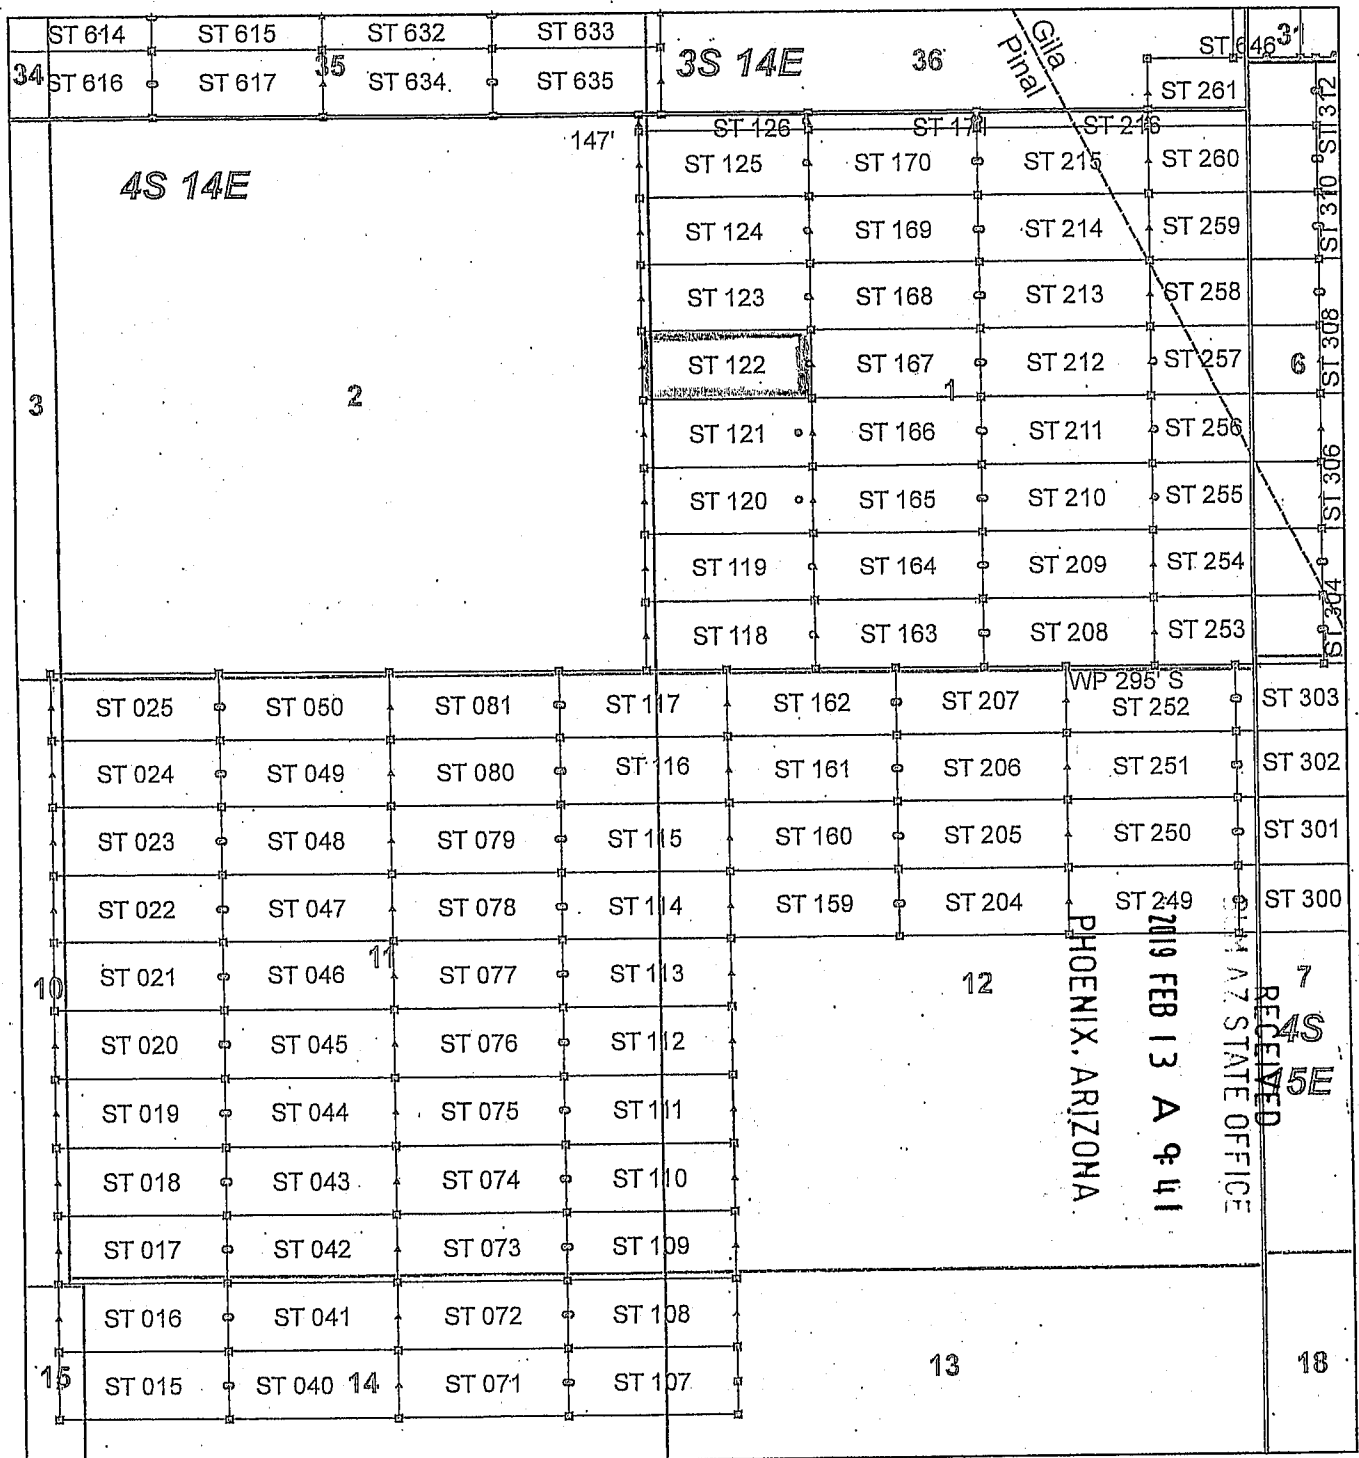 ST 614 ST 615 ST 632 ST 633
34 35 3S 14E 36 ST 646 31
ST 616 ST 617 ST 634 ST 635 ST 261
Gila
Pinal
ST 312
147' ST 126 ST 171 ST 216
4S 14E
ST 125 ST 170 ST 215 ST 260
ST 310
ST 124 ST 169 ST 214 ST 259
ST 123 ST 168 ST 213 ST 258
ST 308
ST 122 ST 167 ST 212 ST 257 6
3 2 1
ST 121 ST 166 ST 211 ST 256
ST 306
ST 120 ST 165 ST 210 ST 255
ST 119 ST 164 ST 209 ST 254
ST 304
ST 118 ST 163 ST 208 ST 253
WP 295' S
ST 025 ST 050 ST 081 ST 117 ST 162 ST 207 ST 252 ST 303
ST 024 ST 049 ST 080 ST 116 ST 161 ST 206 ST 251 ST 302
ST 023 ST 048 ST 079 ST 115 ST 160 ST 205 ST 250 ST 301
ST 022 ST 047 ST 078 ST 114 ST 159 ST 204 ST 249 ST 300
10 11 12 7
ST 021 ST 046 ST 077 ST 113
4S
15E
ST 020 ST 045 ST 076 ST 112
ST 019 ST 044 ST 075 ST 111
ST 018 ST 043 ST 074 ST 110
ST 017 ST 042 ST 073 ST 109
RECEIVED
AZ STATE OFFICE
2019 FEB 13 A 9:41
PHOENIX, ARIZONA
ST 016 ST 041 ST 072 ST 108
15 14 13 18
ST 015 ST 040 ST 071 ST 107